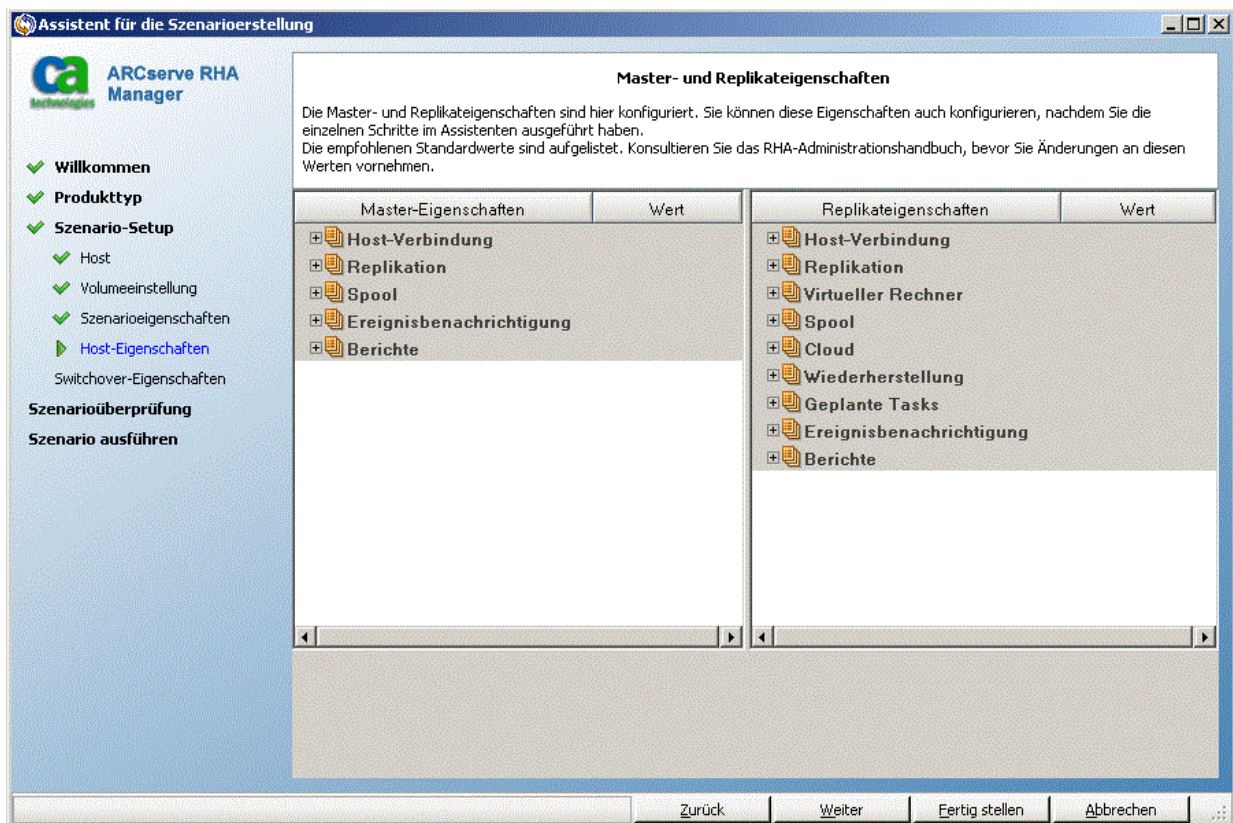 Assistent für die Szenarioerstellung
ca
technologies
ARCserve RHA
Manager
Willkommen
Produkttyp
Szenario-Setup
Host
Volumeeinstellung
Szenarioeigenschaften
Host-Eigenschaften
Switchover-Eigenschaften
Szenarioüberprüfung
Szenario ausführen
Master- und Replikateigenschaften
Die Master- und Replikateigenschaften sind hier konfiguriert. Sie können diese Eigenschaften auch konfigurieren, nachdem Sie die
einzelnen Schritte im Assistenten ausgeführt haben.
Die empfohlenen Standardwerte sind aufgelistet. Konsultieren Sie das RHA-Administrationshandbuch, bevor Sie Änderungen an diesen
Werten vornehmen.
Master-Eigenschaften Wert
Host-Verbindung
Replikation
Spool
Ereignisbenachrichtigung
Berichte
Replikateigenschaften Wert
Host-Verbindung
Replikation
Virtueller Rechner
Spool
Cloud
Wiederherstellung
Geplante Tasks
Ereignisbenachrichtigung
Berichte
Zurück Weiter Fertig stellen Abbrechen